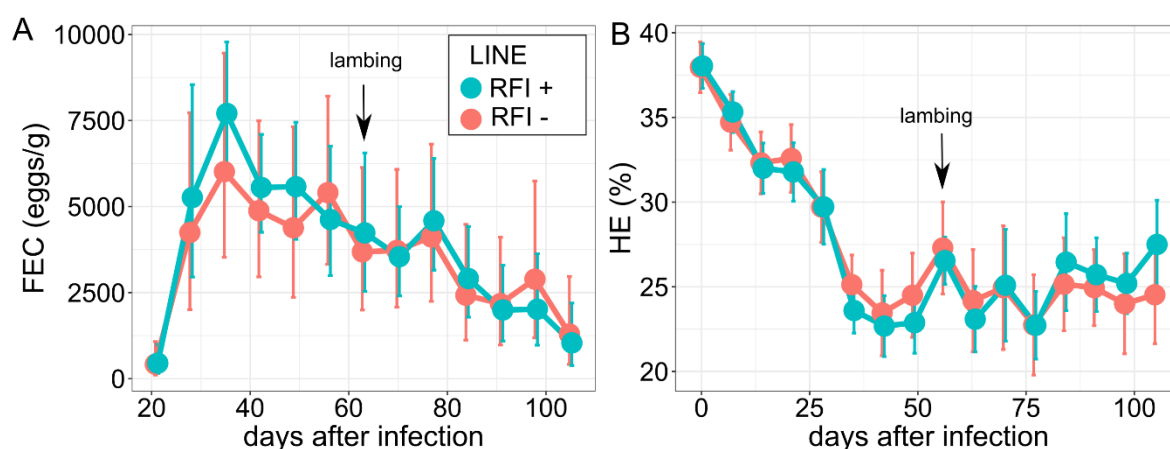 A
FEC (eggs/g)
10000
7500
5000
2500
0
lambing
LINE
RFI +
RFI -
20
40
60
80
100
days after infection
B
HE (%)
40
35
30
25
20
lambing
0
25
50
75
100
days after infection